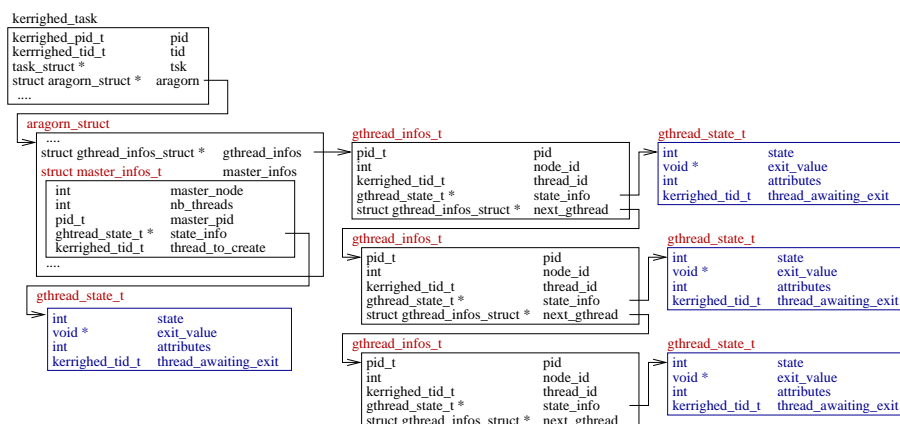 kerrighed_task
kerrighed_pid_t pid
kerrrighed_tid_t tid
task_struct * tsk
struct aragorn_struct * aragorn
....
aragorn_struct
....
struct gthread_infos_struct * gthread_infos
struct master_infos_t master_infos
int master_node
int nb_threads
pid_t master_pid
ghtread_state_t * state_info
kerrighed_tid_t thread_to_create
....
gthread_state_t
int state
void * exit_value
int attributes
kerrighed_tid_t thread_awaiting_exit
gthread_infos_t
pid_t pid
int node_id
kerrighed_tid_t thread_id
gthread_state_t * state_info
struct gthread_infos_struct * next_gthread
gthread_state_t
int state
void * exit_value
int attributes
kerrighed_tid_t thread_awaiting_exit
gthread_infos_t
pid_t pid
int node_id
kerrighed_tid_t thread_id
gthread_state_t * state_info
struct gthread_infos_struct * next_gthread
gthread_state_t
int state
void * exit_value
int attributes
kerrighed_tid_t thread_awaiting_exit
gthread_infos_t
pid_t pid
int node_id
kerrighed_tid_t thread_id
gthread_state_t * state_info
struct gthread_infos_struct * next_gthread
gthread_state_t
int state
void * exit_value
int attributes
kerrighed_tid_t thread_awaiting_exit